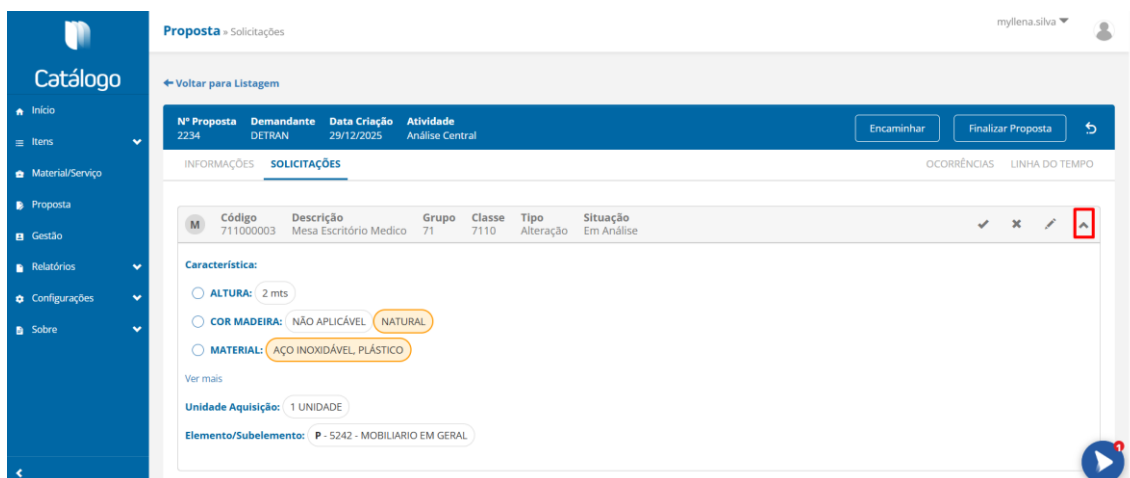 myllena.silva
Proposta » Solicitações
Catálogo
Voltar para Listagem
Início
Itens
Material/Serviço
Proposta
Gestão
Relatórios
Configurações
Sobre
Nº Proposta Demandante Data Criação Atividade
2234 DETRAN 29/12/2025 Análise Central
Encaminhar Finalizar Proposta
INFORMAÇÕES SOLICITAÇÕES OCORRÊNCIAS LINHA DO TEMPO
M
Código Descrição Grupo Classe Tipo Situação
711000003 Mesa Escritório Medico 71 7110 Alteração Em Análise
Característica:
ALTURA: 2 mts
COR MADEIRA: NÃO APLICÁVEL NATURAL
MATERIAL: AÇO INOXIDÁVEL, PLÁSTICO
Ver mais
Unidade Aquisição: 1 UNIDADE
Elemento/Subelemento: P - 5242 - MOBILIARIO EM GERAL
1